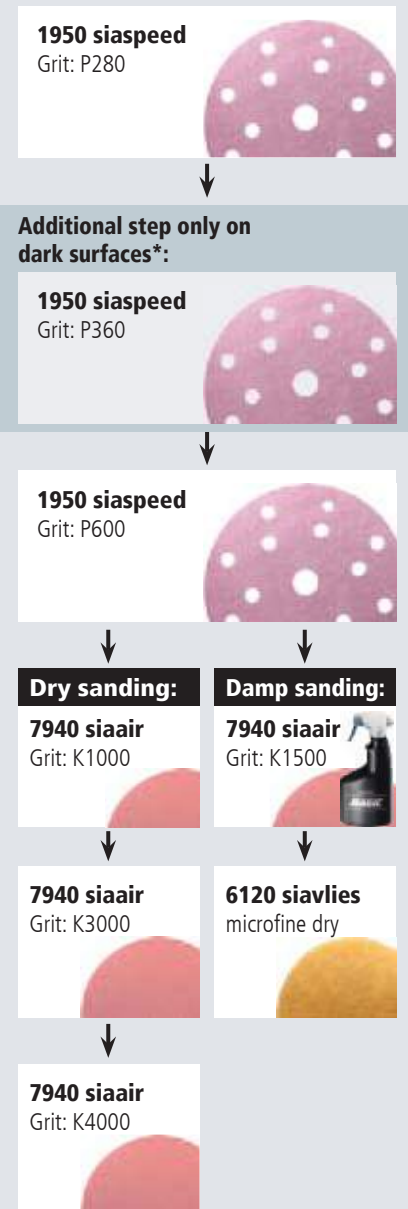 1950 siaspeed
Grit: P280
Additional step only on
dark surfaces*:
1950 siaspeed
Grit: P360
1950 siaspeed
Grit: P600
Dry sanding:
7940 siaair
Grit: K1000
7940 siaair
Grit: K3000
7940 siaair
Grit: K4000
Damp sanding:
7940 siaair
Grit: K1500
6120 siavlies
microfine dry